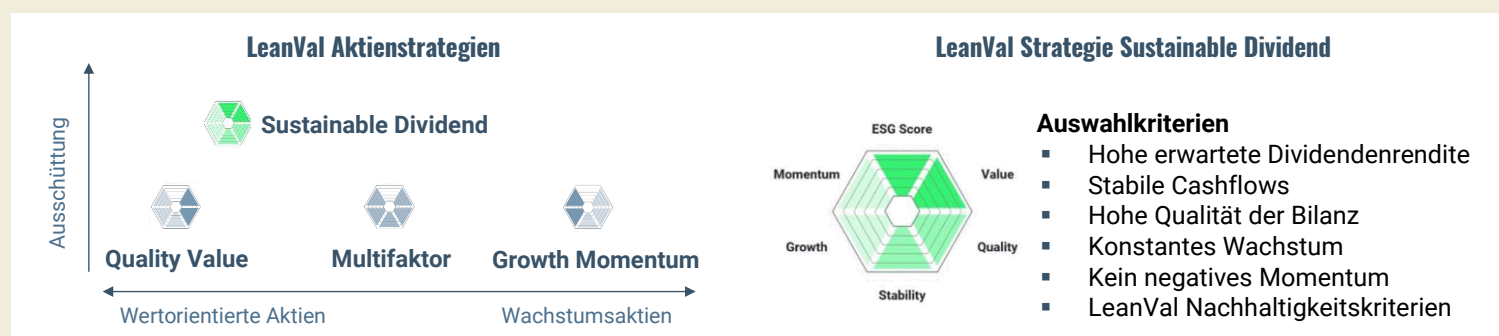 LeanVal Aktienstrategien
Ausschüttung
Sustainable Dividend
Quality Value
Multifaktor
Growth Momentum
Wertorientierte Aktien
Wachstumsaktien
LeanVal Strategie Sustainable Dividend
ESG Score
Momentum
Value
Growth
Quality
Stability
Auswahlkriterien
▪ Hohe erwartete Dividendenrendite
▪ Stabile Cashflows
▪ Hohe Qualität der Bilanz
▪ Konstantes Wachstum
▪ Kein negatives Momentum
▪ LeanVal Nachhaltigkeitskriterien